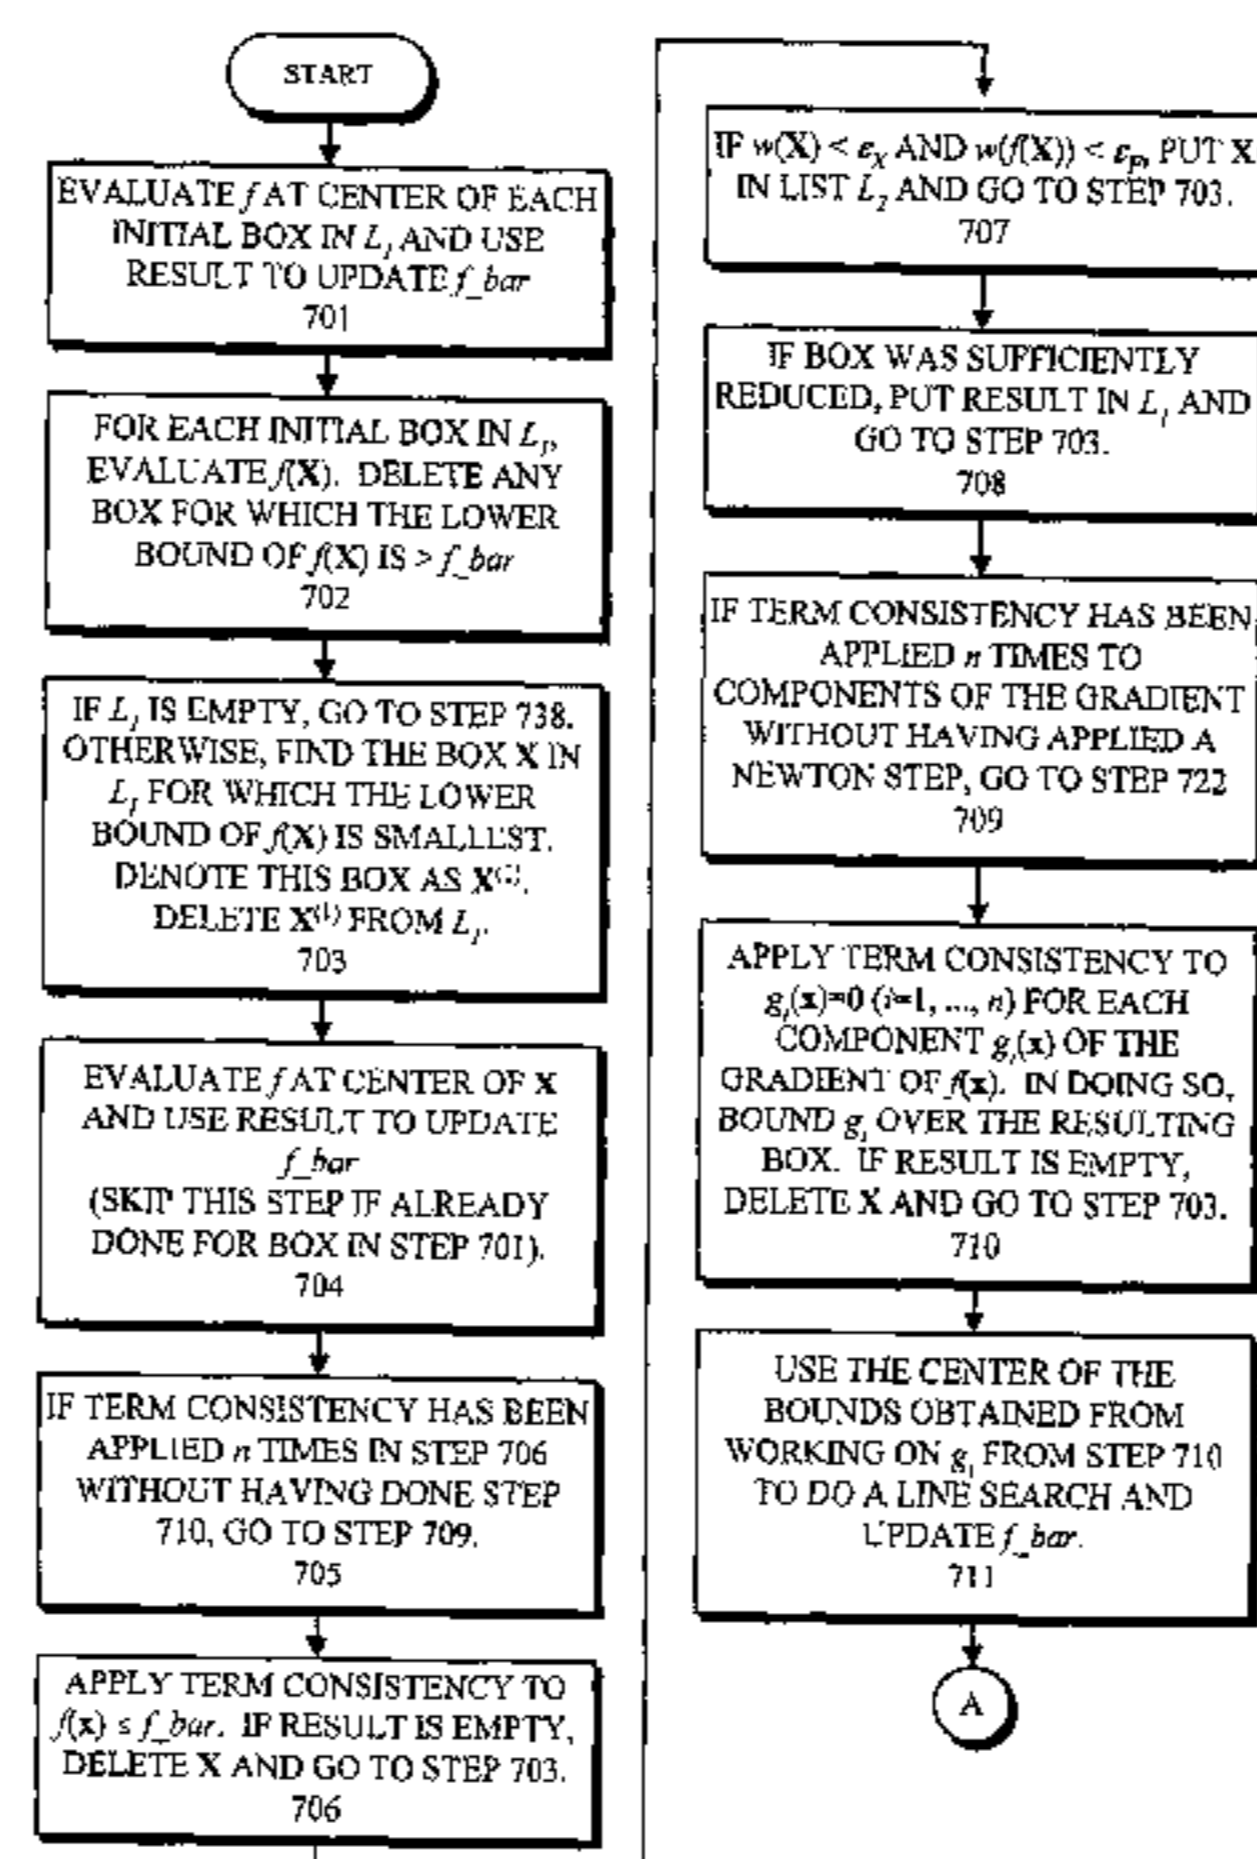 START
EVALUATE f AT CENTER OF EACH
INITIAL BOX IN L₁ AND USE
RESULT TO UPDATE f_bar
701
FOR EACH INITIAL BOX IN L₁,
EVALUATE f(X). DELETE ANY
BOX FOR WHICH THE LOWER
BOUND OF f(X) IS > f_bar
702
IF L₁ IS EMPTY, GO TO STEP 738.
OTHERWISE, FIND THE BOX X IN
L₁ FOR WHICH THE LOWER
BOUND OF f(X) IS SMALLEST.
DENOTE THIS BOX AS X⁽¹⁾.
DELETE X⁽¹⁾ FROM L₁.
703
EVALUATE f AT CENTER OF X
AND USE RESULT TO UPDATE
f_bar
(SKIP THIS STEP IF ALREADY
DONE FOR BOX IN STEP 701).
704
IF TERM CONSISTENCY HAS BEEN
APPLIED n TIMES IN STEP 706
WITHOUT HAVING DONE STEP
710, GO TO STEP 709.
705
APPLY TERM CONSISTENCY TO
f(x) ≤ f_bar. IF RESULT IS EMPTY,
DELETE X AND GO TO STEP 703.
706
IF w(X) < ε_X AND w(f(X)) < ε_F, PUT X
IN LIST L₂ AND GO TO STEP 703.
707
IF BOX WAS SUFFICIENTLY
REDUCED, PUT RESULT IN L₁ AND
GO TO STEP 703.
708
IF TERM CONSISTENCY HAS BEEN
APPLIED n TIMES TO
COMPONENTS OF THE GRADIENT
WITHOUT HAVING APPLIED A
NEWTON STEP, GO TO STEP 722
709
APPLY TERM CONSISTENCY TO
gᵢ(x)=0 (i=1, ..., n) FOR EACH
COMPONENT gᵢ(x) OF THE
GRADIENT OF f(x). IN DOING SO,
BOUND gᵢ OVER THE RESULTING
BOX. IF RESULT IS EMPTY,
DELETE X AND GO TO STEP 703.
710
USE THE CENTER OF THE
BOUNDS OBTAINED FROM
WORKING ON gᵢ FROM STEP 710
TO DO A LINE SEARCH AND
UPDATE f_bar.
711
A